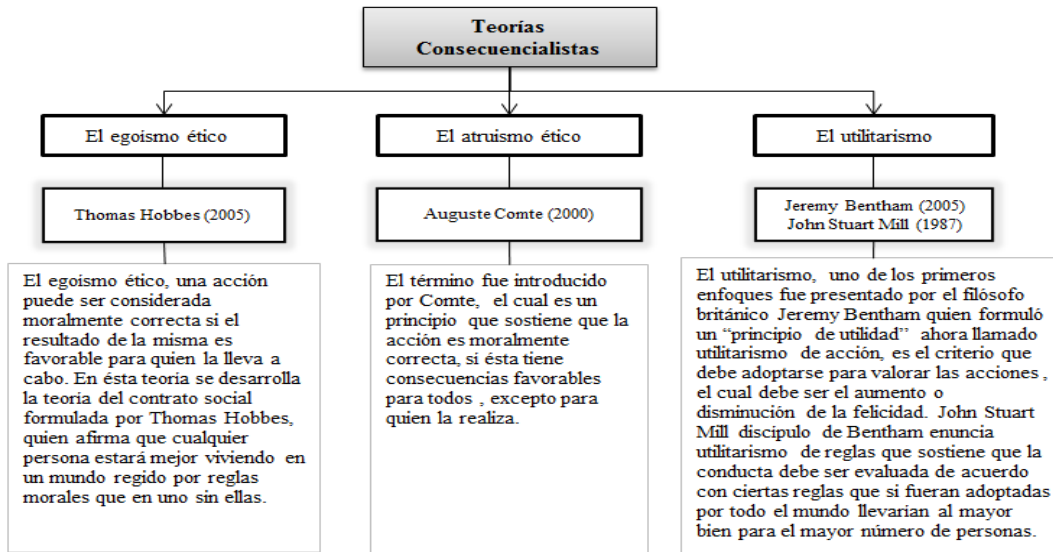 Teorías
Consecuencialistas
El egoísmo ético
El atruismo ético
El utilitarismo
Thomas Hobbes (2005)
Auguste Comte (2000)
Jeremy Bentham (2005)
John Stuart Mill (1987)
El egoísmo ético, una acción
puede ser considerada
moralmente correcta si el
resultado de la misma es
favorable para quien la lleva a
cabo. En ésta teoría se desarrolla
la teoría del contrato social
formulada por Thomas Hobbes,
quien afirma que cualquier
persona estará mejor viviendo en
un mundo regido por reglas
morales que en uno sin ellas.
El término fue introducido
por Comte, el cual es un
principio que sostiene que la
acción es moralmente
correcta, si ésta tiene
consecuencias favorables
para todos , excepto para
quien la realiza.
El utilitarismo, uno de los primeros
enfoques fue presentado por el filósofo
británico Jeremy Bentham quien formuló
un “principio de utilidad” ahora llamado
utilitarismo de acción, es el criterio que
debe adoptarse para valorar las acciones ,
el cual debe ser el aumento o
disminución de la felicidad. John Stuart
Mill discipulo de Bentham enuncia
utilitarismo de reglas que sostiene que la
conducta debe ser evaluada de acuerdo
con ciertas reglas que si fueran adoptadas
por todo el mundo llevarían al mayor
bien para el mayor número de personas.